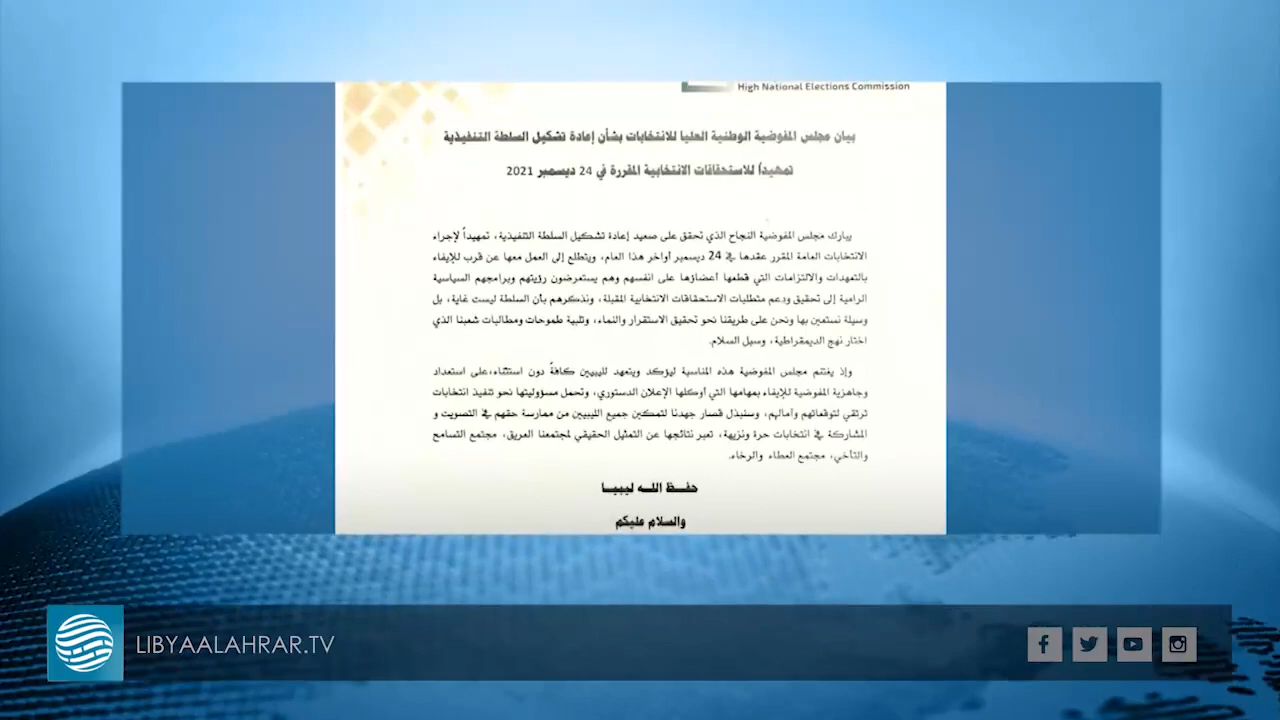 High National Elections Commission
بيان مجلس المفوضية الوطنية العليا للانتخابات بشأن إعادة تشكيل السلطة التنفيذية
تمهيداً للاستحقاقات الانتخابية المقررة في 24 ديسمبر 2021
يبارك مجلس المفوضية النجاح الذي تحقق على صعيد إعادة تشكيل السلطة التنفيذية، تمهيداً لإجراء
الانتخابات العامة المقرر عقدها في 24 ديسمبر أواخر هذا العام، ويتطلع إلى العمل معها عن قرب للإيفاء
بالتعهدات والالتزامات التي قطعها أعضاؤها على انفسهم وهم يستعرضون رؤيتهم وبرامجهم السياسية
الرامية إلى تحقيق ودعم متطلبات الاستحقاقات الانتخابية المقبلة، ونذكرهم بأن السلطة ليست غاية، بل
وسيلة نستعين بها ونحن على طريقنا نحو تحقيق الاستقرار والنماء، وتلبية طموحات ومطالبات شعبنا الذي
اختار نهج الديمقراطية، وسبل السلام.
وإذ يغتنم مجلس المفوضية هذه المناسبة ليؤكد ويتعهد لليبيين كافةً دون استثناء، على استعداد
وجاهزية المفوضية للإيفاء بمهامها التي أوكلها الإعلان الدستوري، وتحمل مسؤوليتها نحو تنفيذ انتخابات
ترتقي لتوقعاتهم وأمالهم، وسنبذل قصار جهدنا لتمكين جميع الليبيين من ممارسة حقهم في التصويت و
المشاركة في انتخابات حرة ونزيهة، تعبر نتائجها عن التمثيل الحقيقي لمجتمعنا العريق، مجتمع التسامح
والتأخي، مجتمع العطاء والرخاء.
حفــظ اللــه ليبيــا
والسلام عليكم
LIBYAALAHRAR.TV